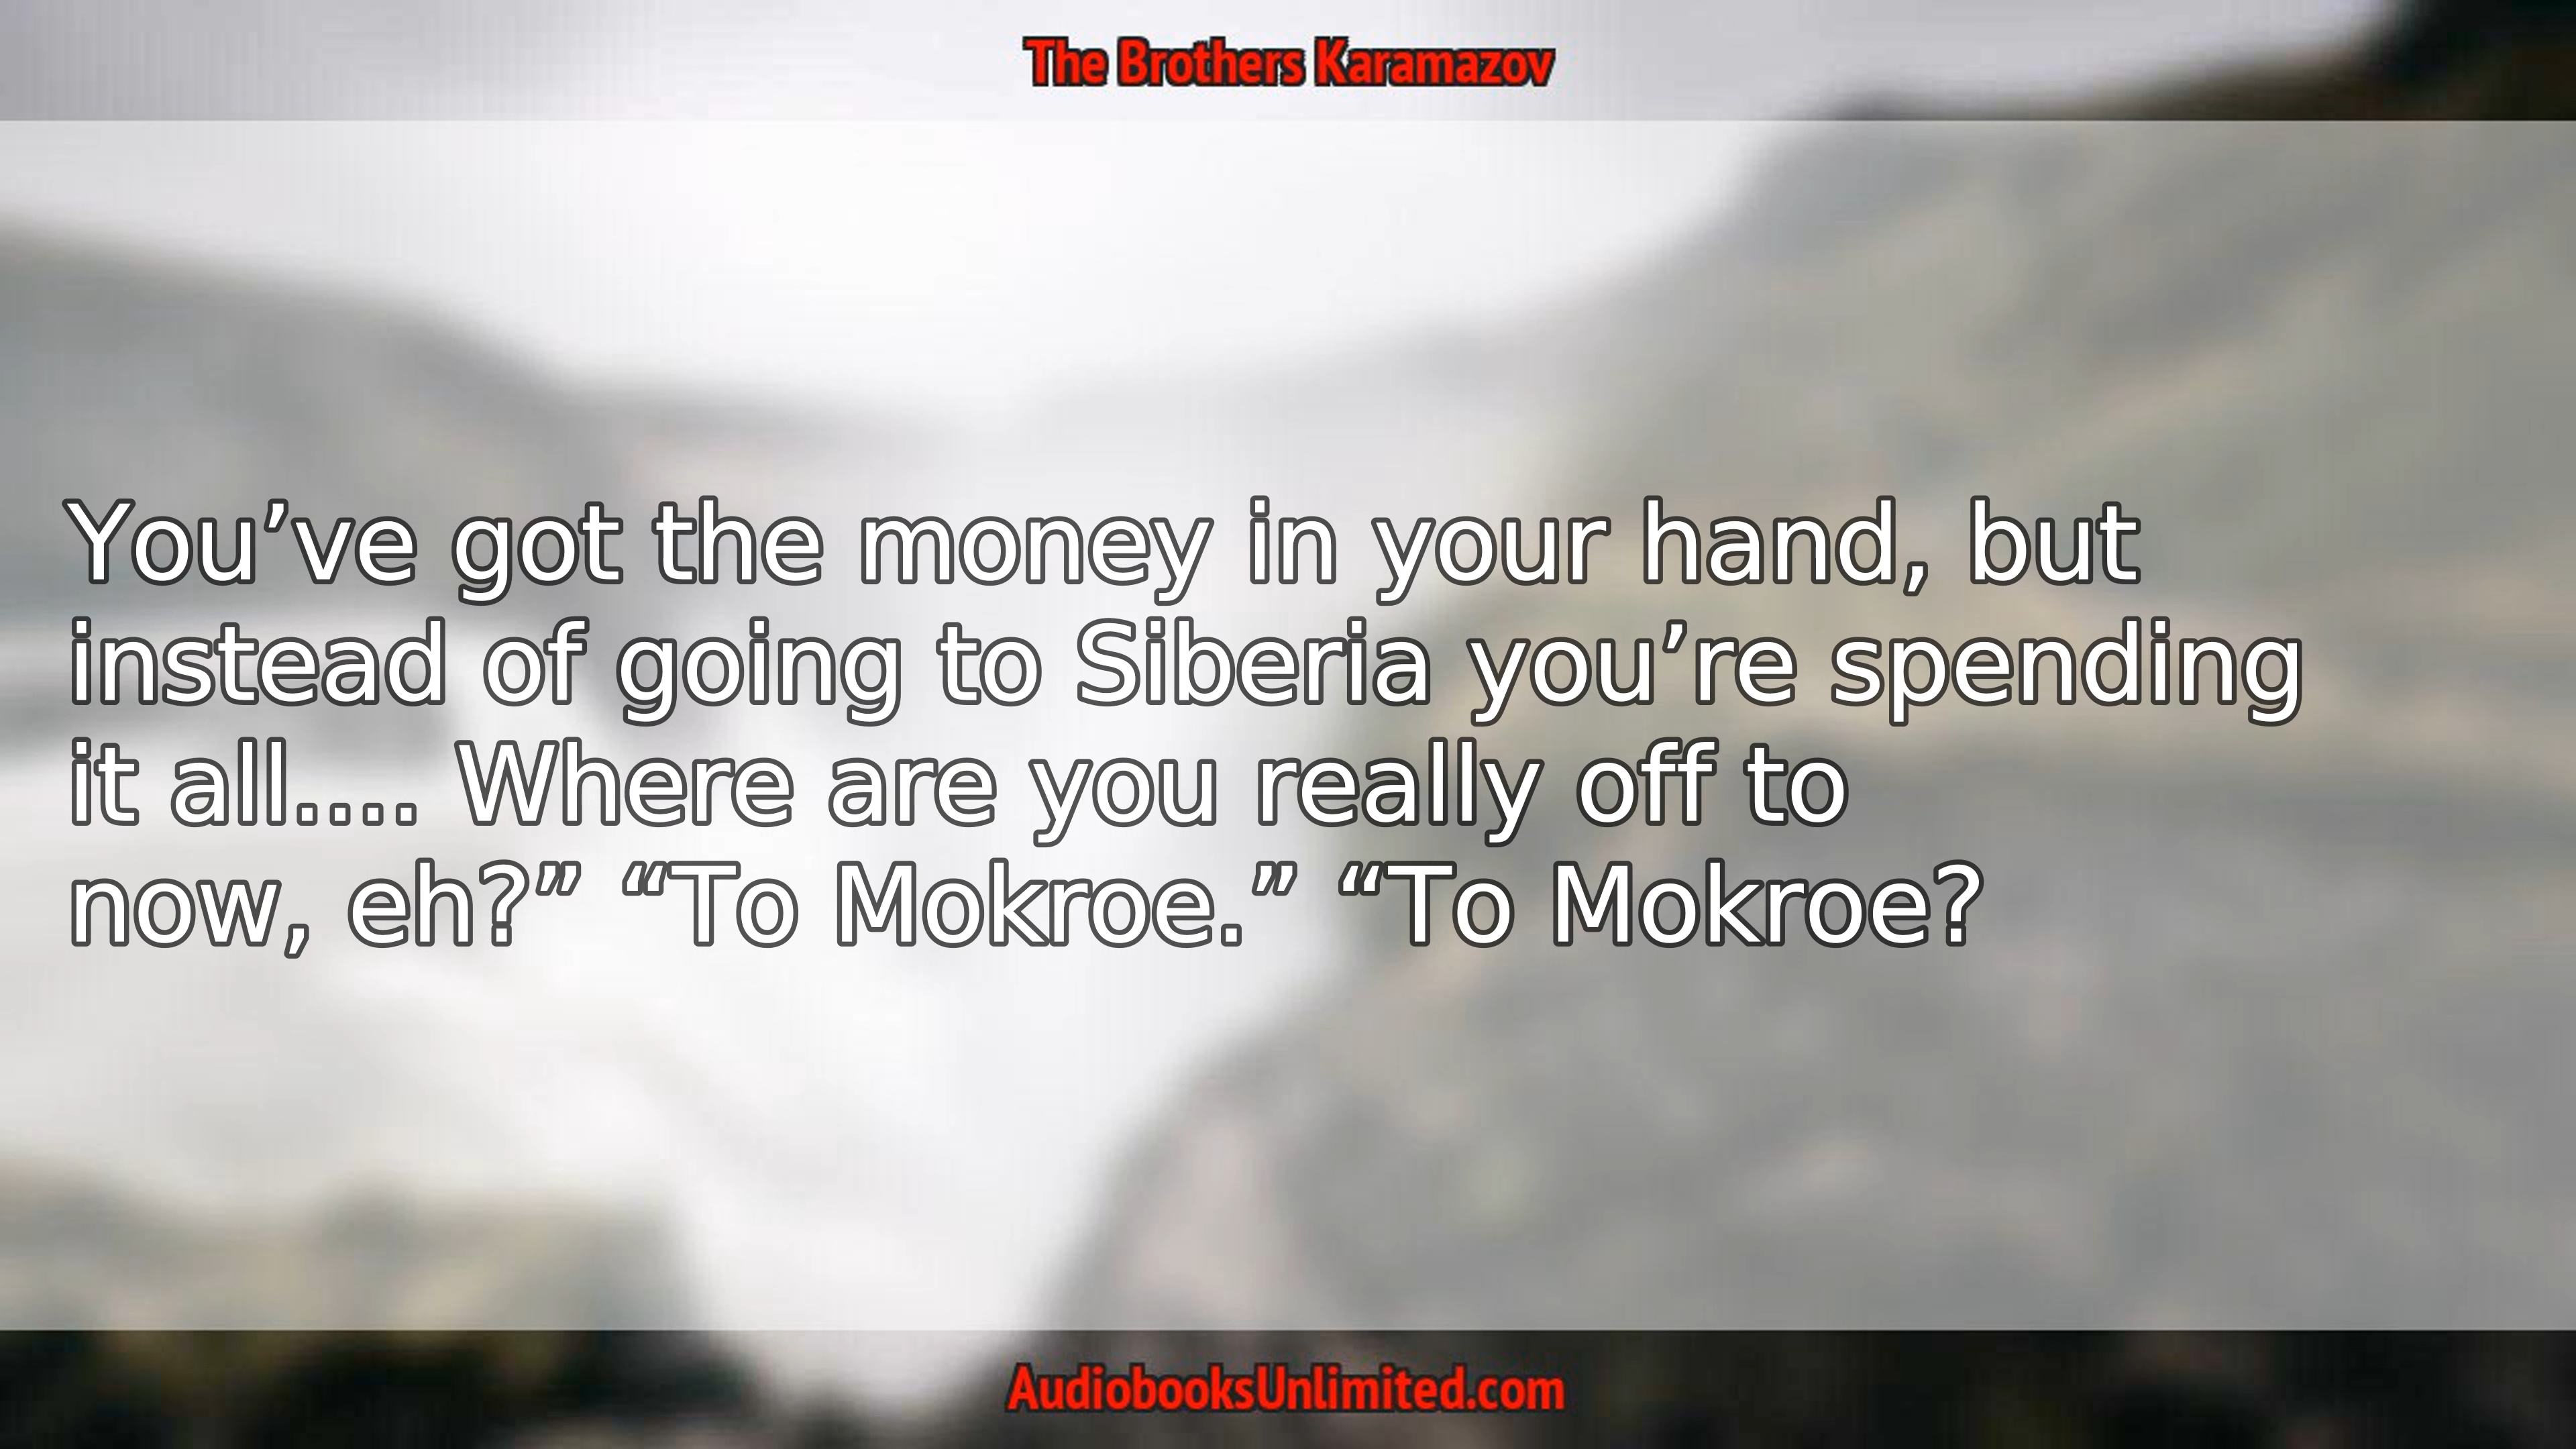 The Brothers Karamazov
You’ve got the money in your hand, but
instead of going to Siberia you’re spending
it all.... Where are you really off to
now, eh?” “To Mokroe.” “To Mokroe?
AudiobooksUnlimited.com